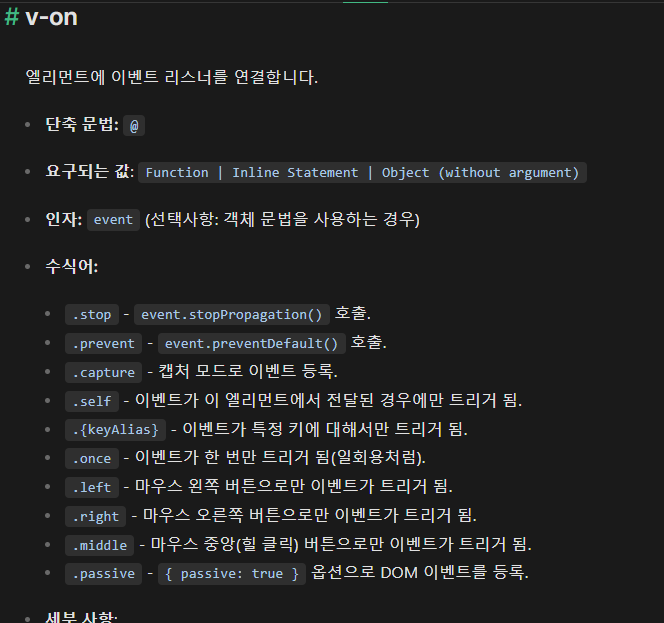 # v-on
엘리먼트에 이벤트 리스너를 연결합니다.
단축 문법: @
요구되는 값: Function | Inline Statement | Object (without argument)
인자: event (선택사항: 객체 문법을 사용하는 경우)
수식어:
.stop - event.stopPropagation() 호출.
.prevent - event.preventDefault() 호출.
.capture - 캡처 모드로 이벤트 등록.
.self - 이벤트가 이 엘리먼트에서 전달된 경우에만 트리거 됨.
.{keyAlias} - 이벤트가 특정 키에 대해서만 트리거 됨.
.once - 이벤트가 한 번만 트리거 됨(일회용처럼).
.left - 마우스 왼쪽 버튼으로만 이벤트가 트리거 됨.
.right - 마우스 오른쪽 버튼으로만 이벤트가 트리거 됨.
.middle - 마우스 중앙(힐 클릭) 버튼으로만 이벤트가 트리거 됨.
.passive - { passive: true } 옵션으로 DOM 이벤트를 등록.
세부 사항: